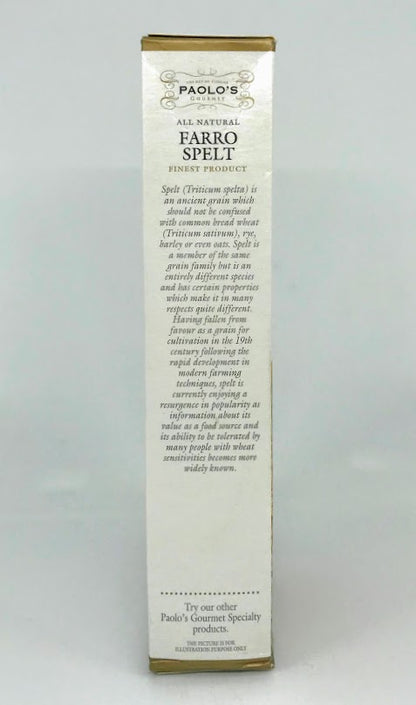 THE ART OF FINEST
PAOLO'S
GOURMET
ALL NATURAL
FARRO
SPELT
FINEST PRODUCT
Spelt (Triticum spelta) is
an ancient grain which
should not be confused
with common bread wheat
(Triticum sativum), rye,
barley or even oats. Spelt is
a member of the same
grain family but is an
entirely different species
and has certain properties
which make it in many
respects quite different.
Having fallen from
favour as a grain for
cultivation in the 19th
century following the
rapid development in
modern farming
techniques, spelt is
currently enjoying a
resurgence in popularity as
information about its
value as a food source and
its ability to be tolerated by
many people with wheat
sensitivities becomes more
widely known.
Try our other
Paolo's Gourmet Specialty
products.
THE PICTURE IS FOR
ILLUSTRATION PURPOSE ONLY